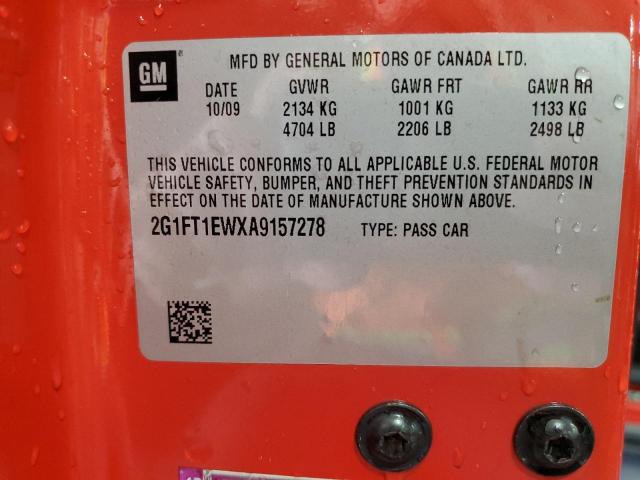 GM
MFD BY GENERAL MOTORS OF CANADA LTD.
DATE GVWR GAWR FRT GAWR RR
10/09 2134 KG 1001 KG 1133 KG
4704 LB 2206 LB 2498 LB
THIS VEHICLE CONFORMS TO ALL APPLICABLE U.S. FEDERAL MOTOR
VEHICLE SAFETY, BUMPER, AND THEFT PREVENTION STANDARDS IN
EFFECT ON THE DATE OF MANUFACTURE SHOWN ABOVE.
2G1FT1EWXA9157278 TYPE: PASS CAR